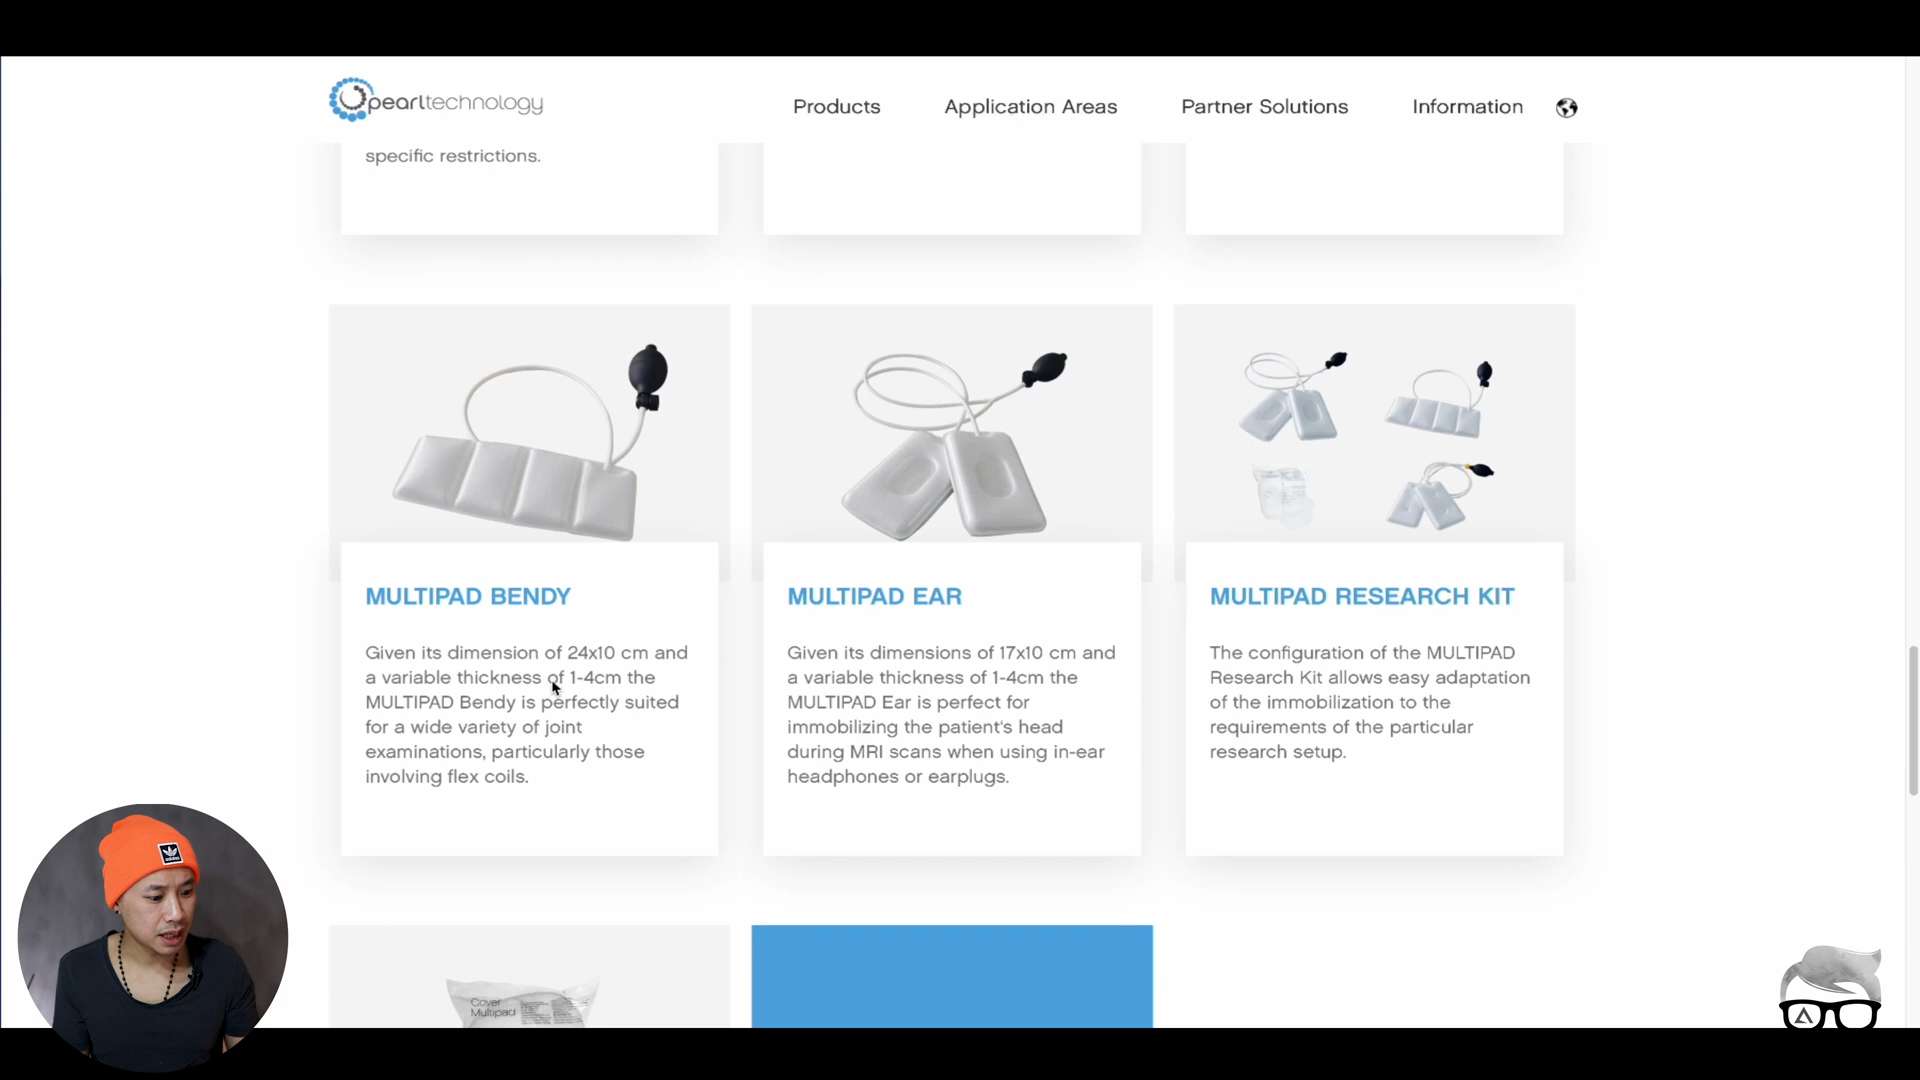 pearltechnology
Products
Application Areas
Partner Solutions
Information
specific restrictions.
MULTIPAD BENDY
Given its dimension of 24x10 cm and
a variable thickness of 1-4cm the
MULTIPAD Bendy is perfectly suited
for a wide variety of joint
examinations, particularly those
involving flex coils.
MULTIPAD EAR
Given its dimensions of 17x10 cm and
a variable thickness of 1-4cm the
MULTIPAD Ear is perfect for
immobilizing the patient's head
during MRI scans when using in-ear
headphones or earplugs.
MULTIPAD RESEARCH KIT
The configuration of the MULTIPAD
Research Kit allows easy adaptation
of the immobilization to the
requirements of the particular
research setup.
Cover
Multipad
adidas